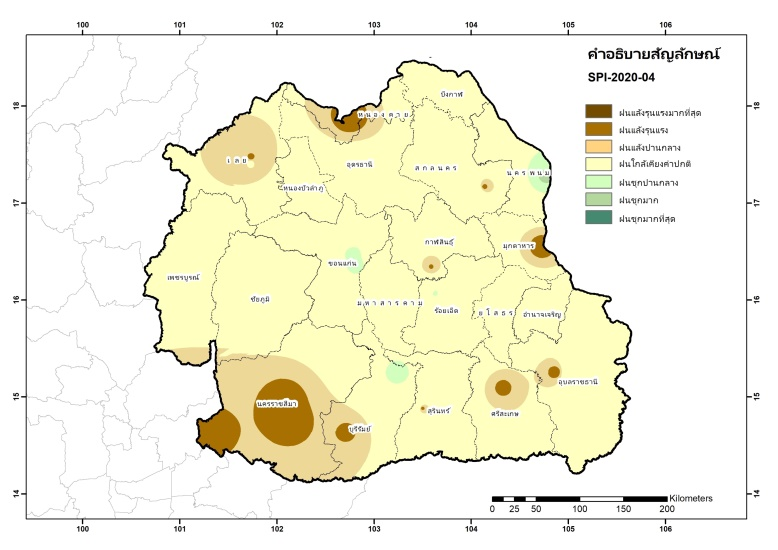 100 101 102 103 104 105 106
คำอธิบายสัญลักษณ์
SPI-2020-04
ฝนแล้งรุนแรงมากที่สุด
ฝนแล้งรุนแรง
ฝนแล้งปานกลาง
ฝนใกล้เคียงค่าปกติ
ฝนชุกปานกลาง
ฝนชุกมาก
ฝนชุกมากที่สุด
บึงกาฬ
18 18
หนองคาย
เลย
อุดรธานี
สกลนคร
นครพนม
หนองบัวลำภู
17 17
กาฬสินธุ์
มุกดาหาร
ขอนแก่น
เพชรบูรณ์
16 16
ชัยภูมิ
มหาสารคาม
ร้อยเอ็ด
ยโสธร
อำนาจเจริญ
อุบลราชธานี
15 15
นครราชสีมา
สุรินทร์
ศรีสะเกษ
บุรีรัมย์
14 14
Kilometers
0 25 50 100 150 200
100 101 102 103 104 105 106